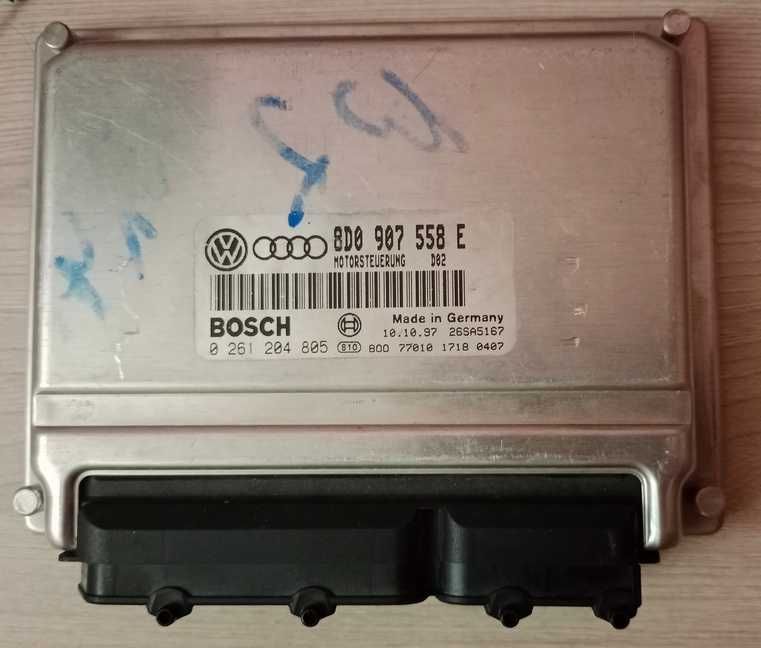 8D0 907 558 E
MOTORSTEUERUNG D02
BOSCH
Made in Germany
10.10.97 26SA5167
0 261 204 805 810 800 77010 1718 0407